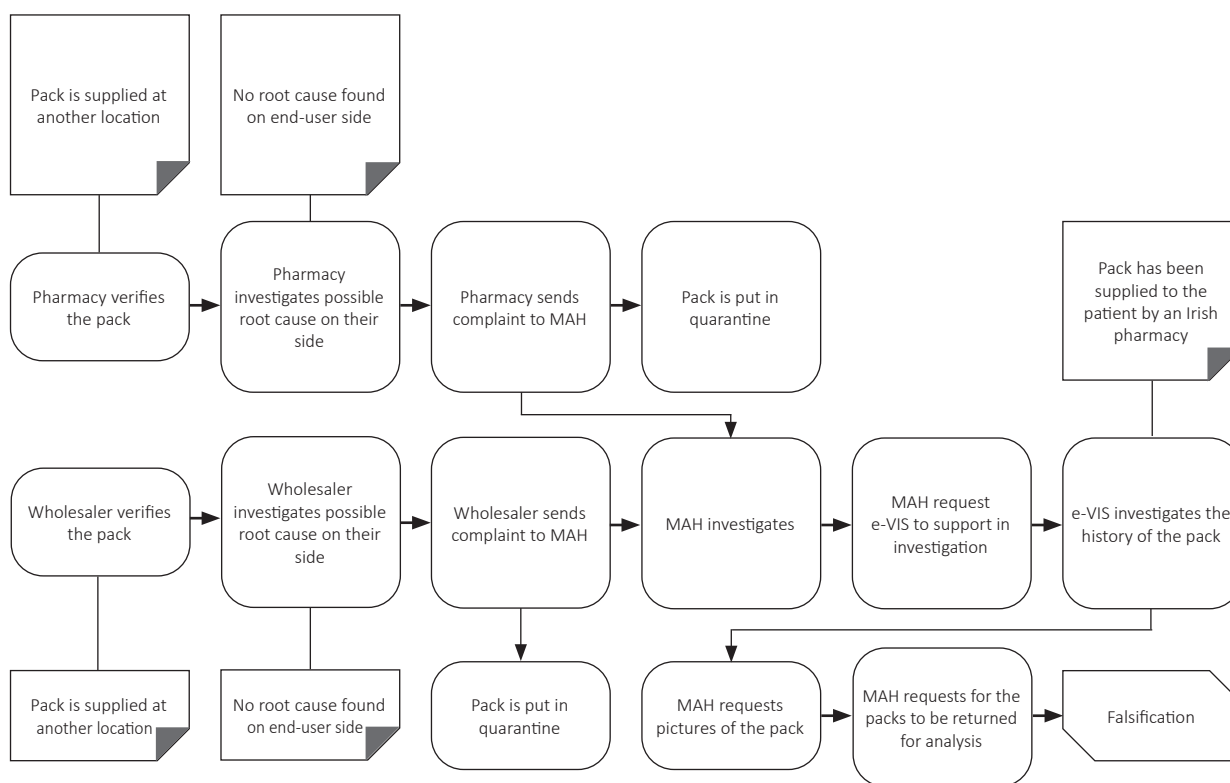 Pack is supplied at
another location
No root cause found
on end-user side
Pharmacy verifies
the pack
Pharmacy
investigates possible
root cause on their
side
Pharmacy sends
complaint to MAH
Pack is put in
quarantine
Pack has been
supplied to the
patient by an Irish
pharmacy
Wholesaler verifies
the pack
Wholesaler
investigates possible
root cause on their
side
Wholesaler sends
complaint to MAH
MAH investigates
MAH request
e-VIS to support in
investigation
e-VIS investigates the
history of the pack
Pack is supplied at
another location
No root cause found
on end-user side
Pack is put in
quarantine
MAH requests
pictures of the pack
MAH requests for the
packs to be returned
for analysis
Falsification